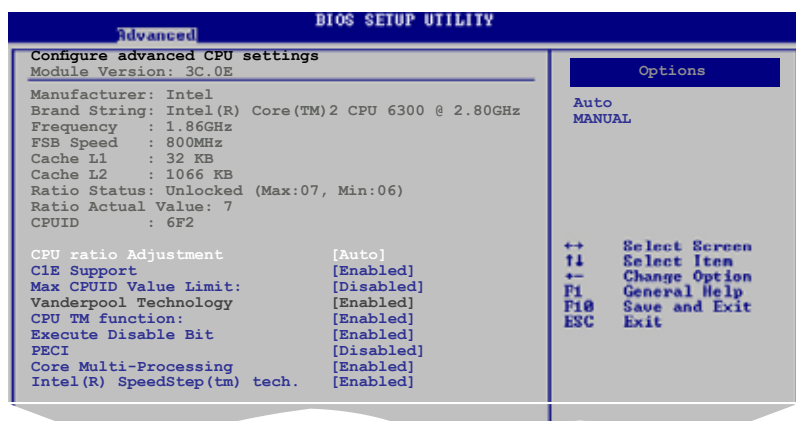 BIOS SETUP UTILITY
Advanced
Configure advanced CPU settings
Module Version: 3C.0E
Manufacturer: Intel
Brand String: Intel(R) Core(TM)2 CPU 6300 @ 2.80GHz
Frequency : 1.86GHz
FSB Speed : 800MHz
Cache L1 : 32 KB
Cache L2 : 1066 KB
Ratio Status: Unlocked (Max:07, Min:06)
Ratio Actual Value: 7
CPUID : 6F2
CPU ratio Adjustment [Auto]
C1E Support [Enabled]
Max CPUID Value Limit: [Disabled]
Vanderpool Technology [Enabled]
CPU TM function: [Enabled]
Execute Disable Bit [Enabled]
PECI [Disabled]
Core Multi-Processing [Enabled]
Intel(R) SpeedStep(tm) tech. [Enabled]
Options
Auto
MANUAL
↔ Select Screen
↑↓ Select Item
+- Change Option
F1 General Help
F10 Save and Exit
ESC Exit